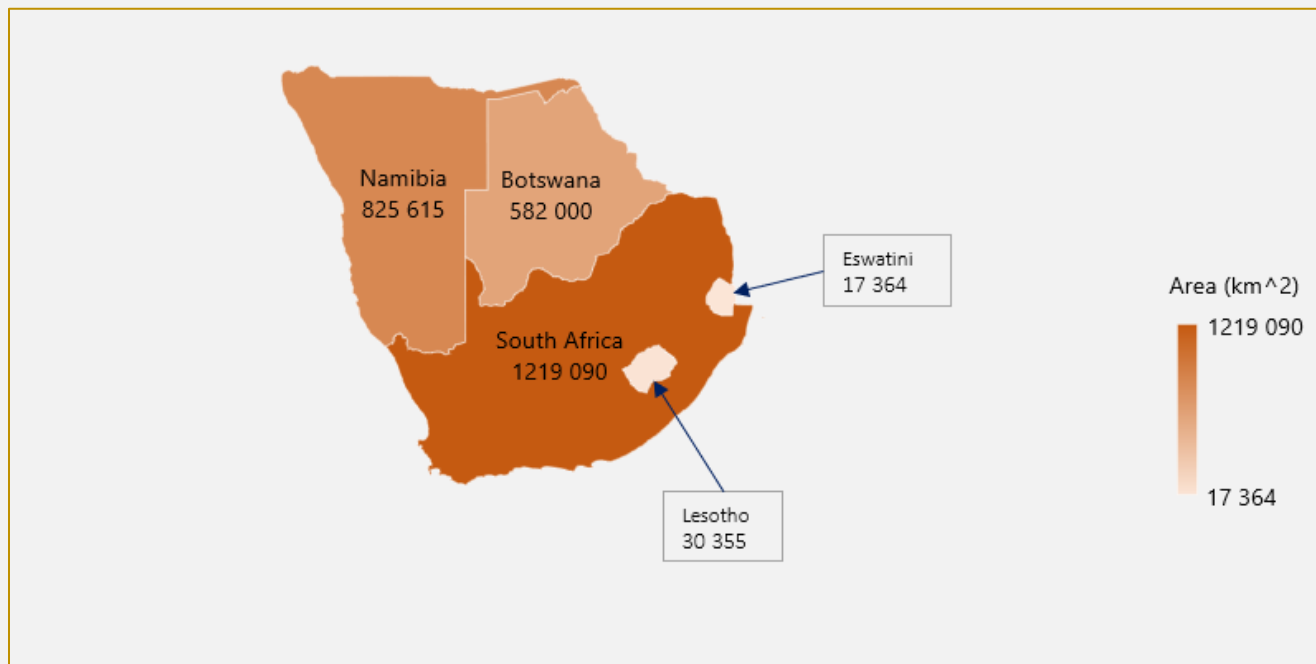 Namibia
825 615
Botswana
582 000
Eswatini
17 364
South Africa
1219 090
Lesotho
30 355
Area (km^2)
1219 090
17 364